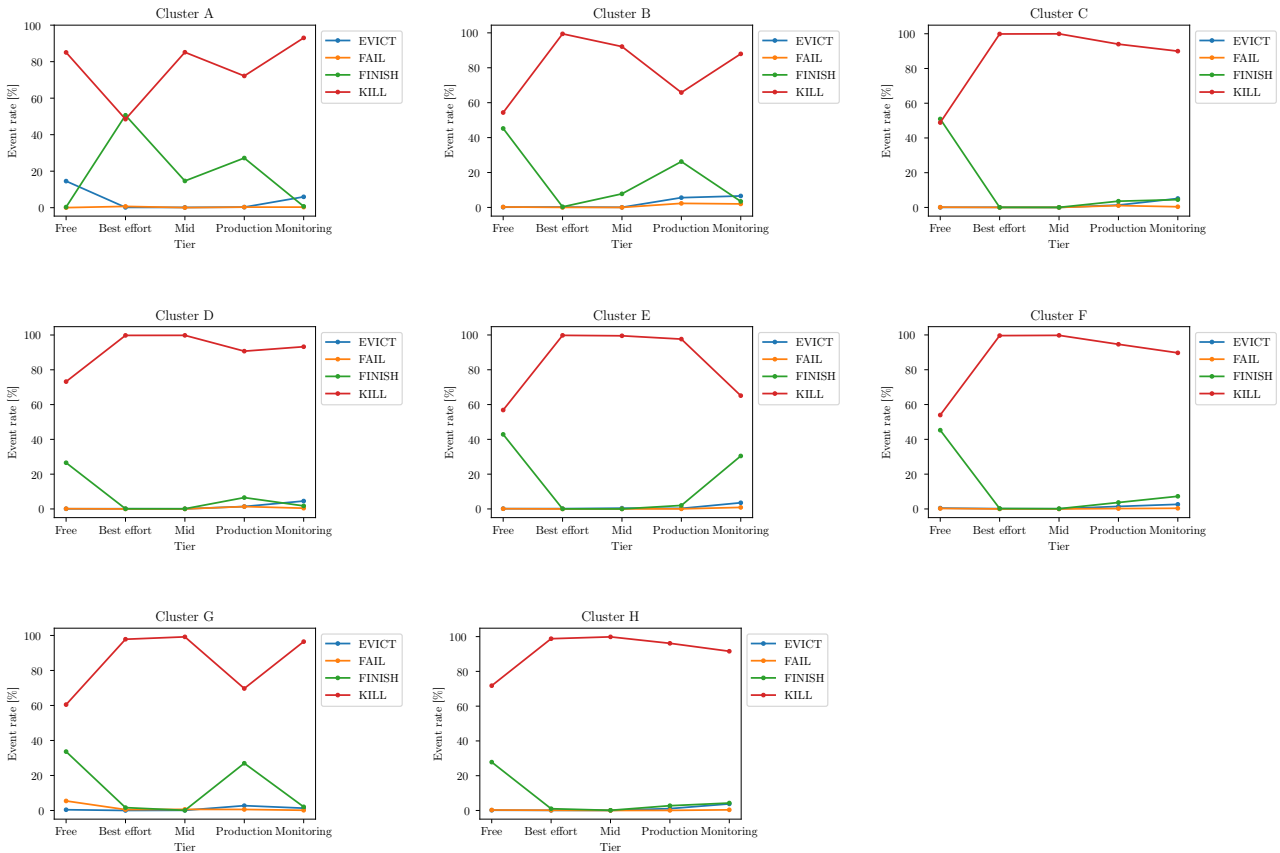 Cluster A
100
80
60
40
20
0
Event rate [%]
Free Best effort Mid Production Monitoring
Tier
EVICT
FAIL
FINISH
KILL
Cluster B
100
80
60
40
20
0
Event rate [%]
Free Best effort Mid Production Monitoring
Tier
EVICT
FAIL
FINISH
KILL
Cluster C
100
80
60
40
20
0
Event rate [%]
Free Best effort Mid Production Monitoring
Tier
EVICT
FAIL
FINISH
KILL
Cluster D
100
80
60
40
20
0
Event rate [%]
Free Best effort Mid Production Monitoring
Tier
EVICT
FAIL
FINISH
KILL
Cluster E
100
80
60
40
20
0
Event rate [%]
Free Best effort Mid Production Monitoring
Tier
EVICT
FAIL
FINISH
KILL
Cluster F
100
80
60
40
20
0
Event rate [%]
Free Best effort Mid Production Monitoring
Tier
EVICT
FAIL
FINISH
KILL
Cluster G
100
80
60
40
20
0
Event rate [%]
Free Best effort Mid Production Monitoring
Tier
EVICT
FAIL
FINISH
KILL
Cluster H
100
80
60
40
20
0
Event rate [%]
Free Best effort Mid Production Monitoring
Tier
EVICT
FAIL
FINISH
KILL